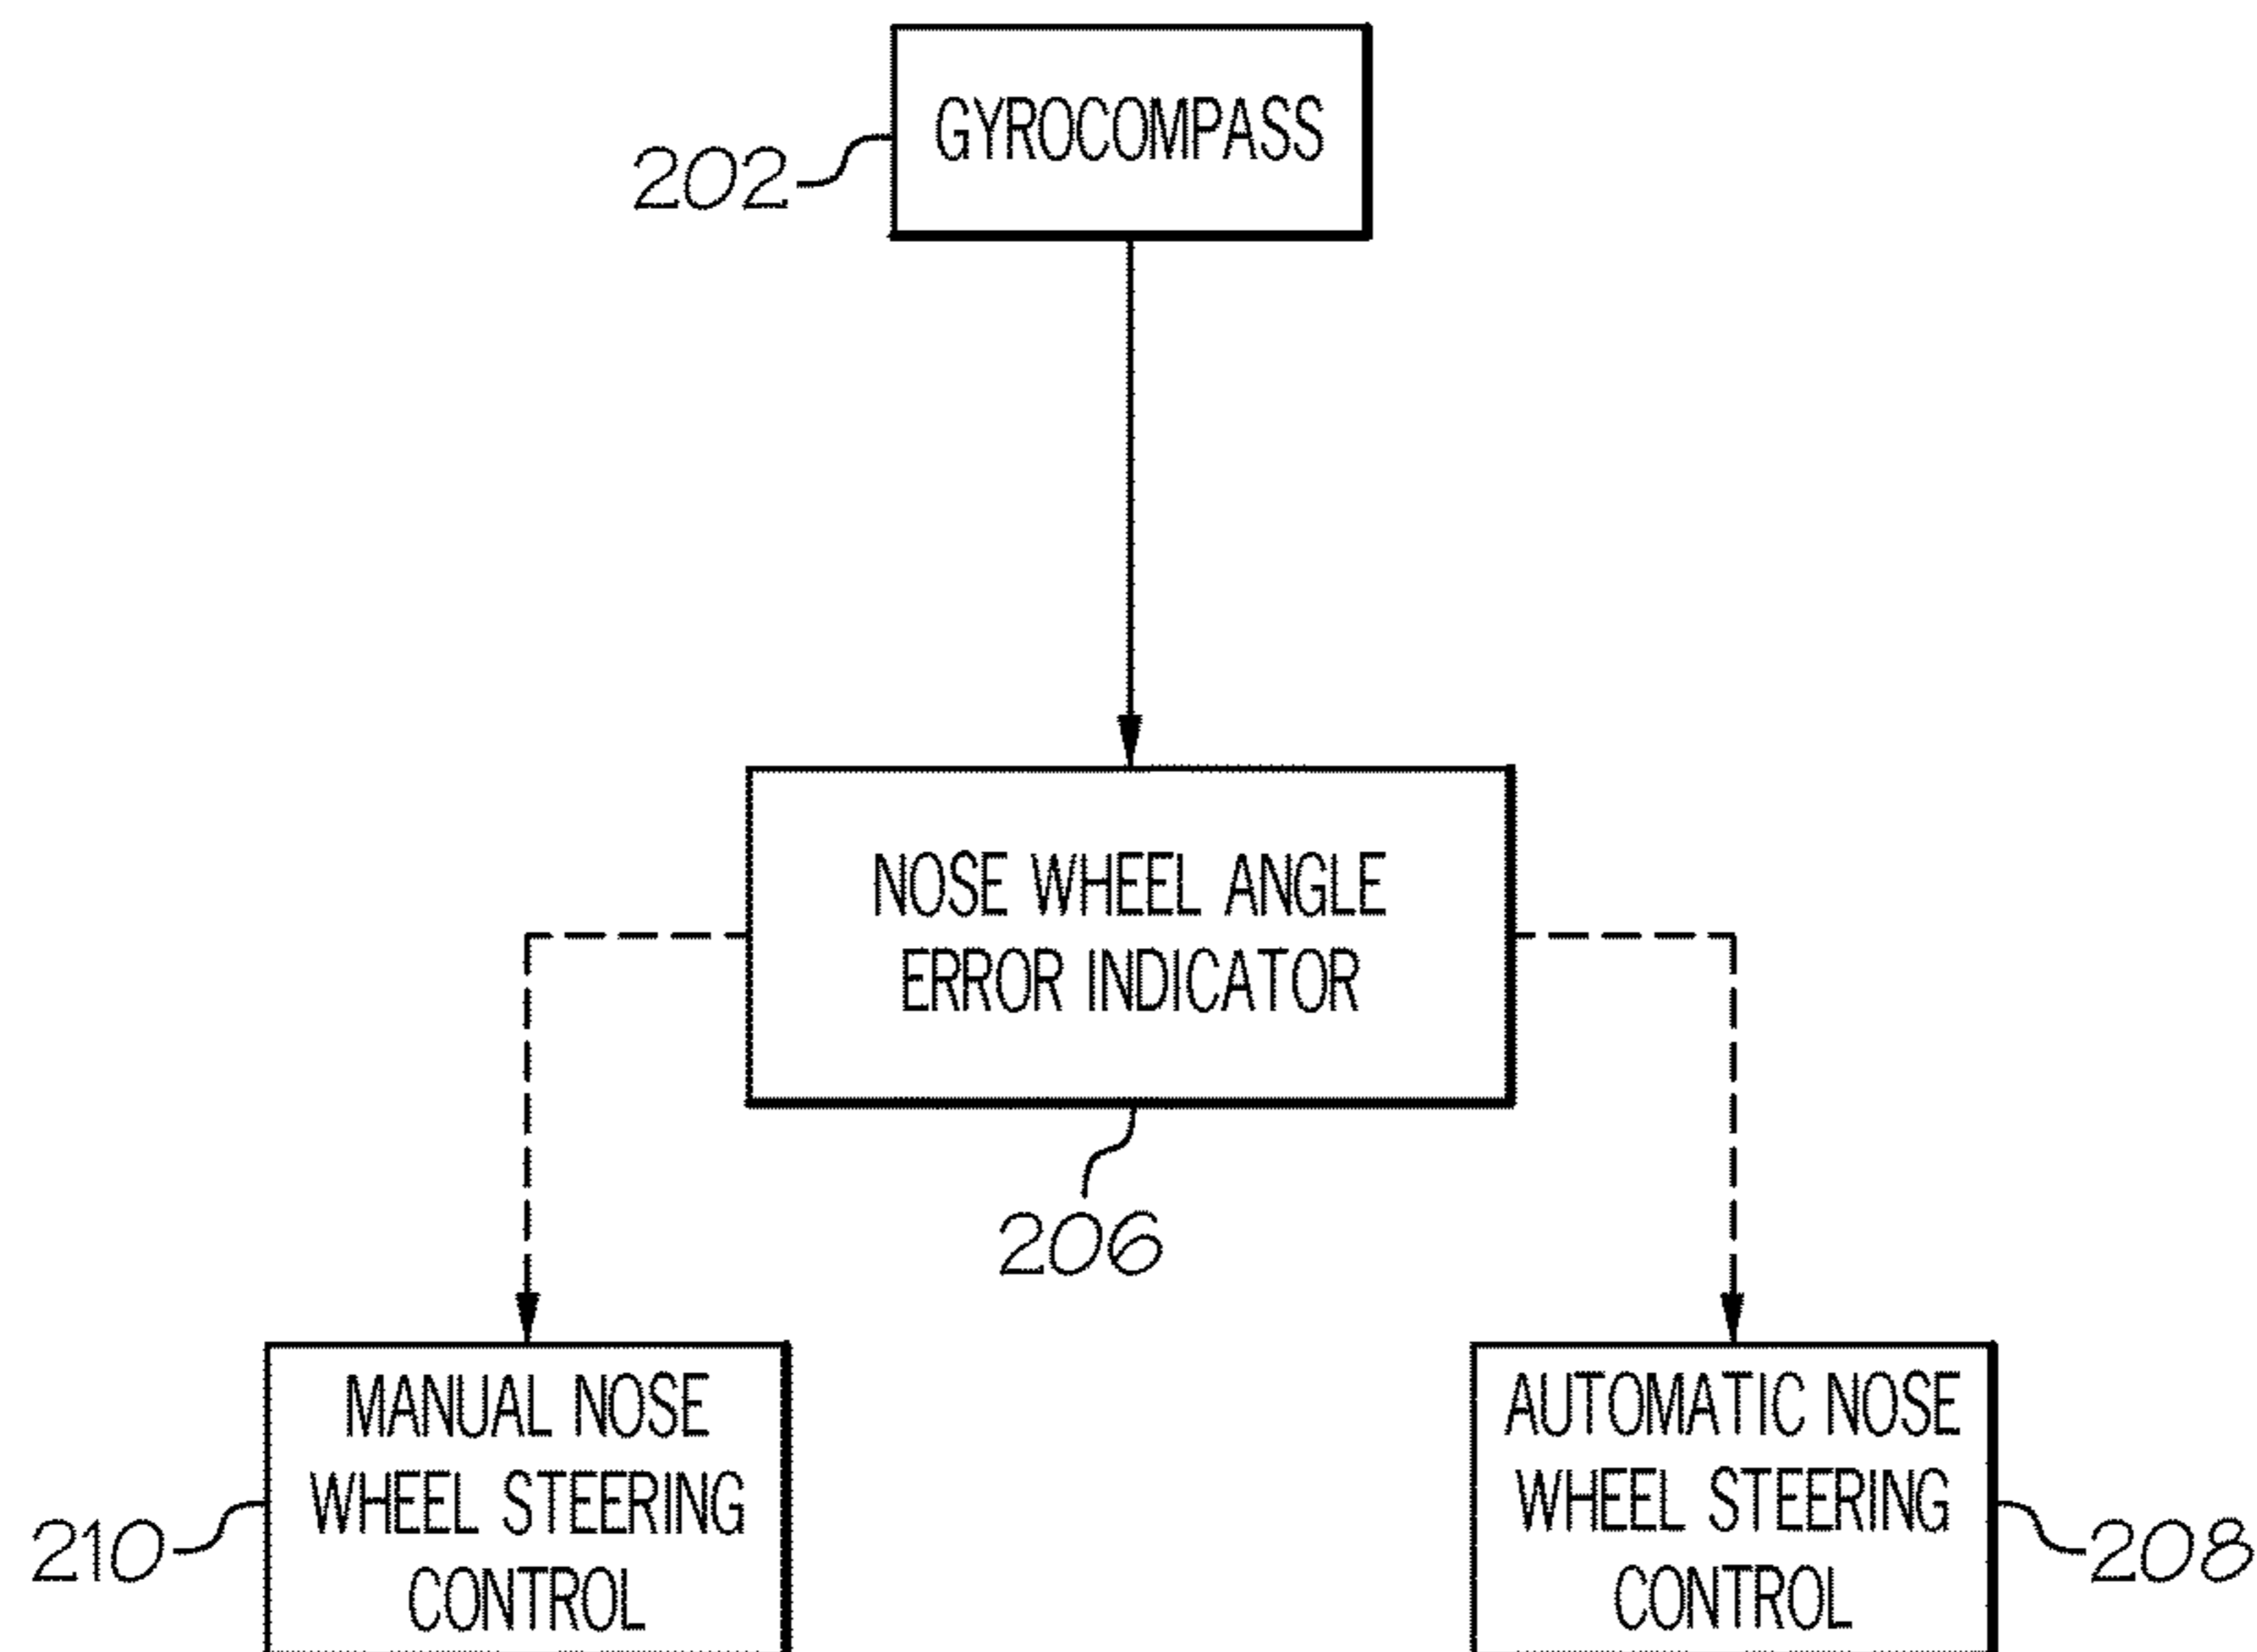 GYROCOMPASS
202
NOSE WHEEL ANGLE
ERROR INDICATOR
206
MANUAL NOSE
WHEEL STEERING
CONTROL
210
AUTOMATIC NOSE
WHEEL STEERING
CONTROL
208